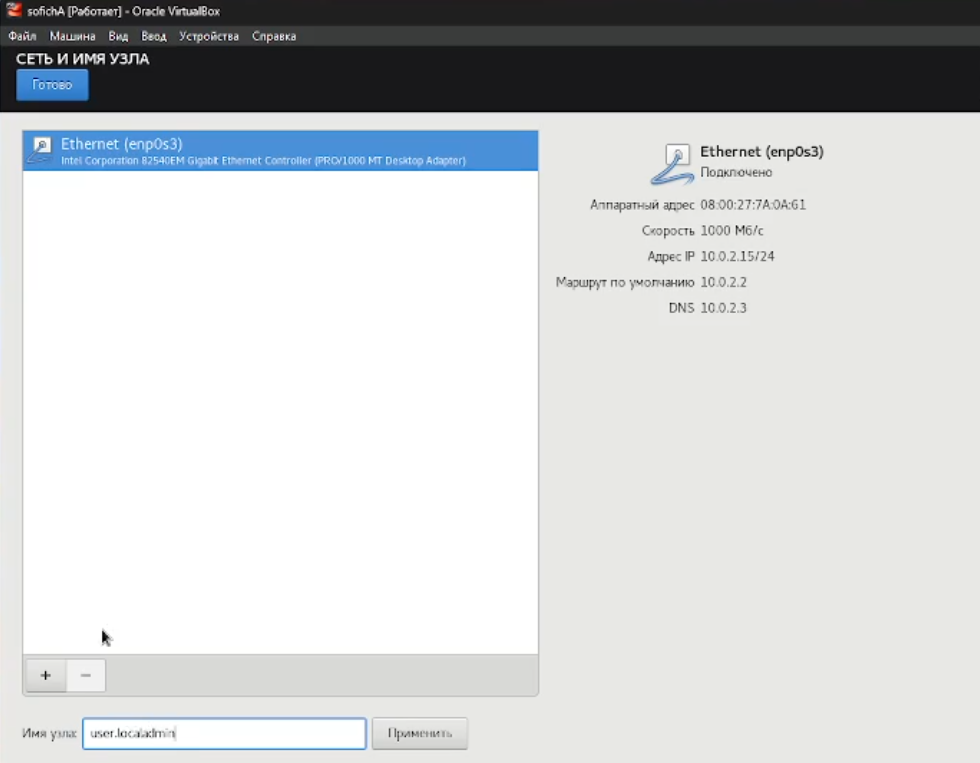 sofichA [Работает] - Oracle VirtualBox
Файл Машина Вид Ввод Устройства Справка
СЕТЬ И ИМЯ УЗЛА
Готово
Ethernet (enp0s3)
Intel Corporation 82540EM Gigabit Ethernet Controller (PRO/1000 MT Desktop Adapter)
Ethernet (enp0s3)
Подключено
Аппаратный адрес 08:00:27:7A:0A:61
Скорость 1000 Мб/с
Адрес IP 10.0.2.15/24
Маршрут по умолчанию 10.0.2.2
DNS 10.0.2.3
+ −
Имя узла: user.localadmin Применить